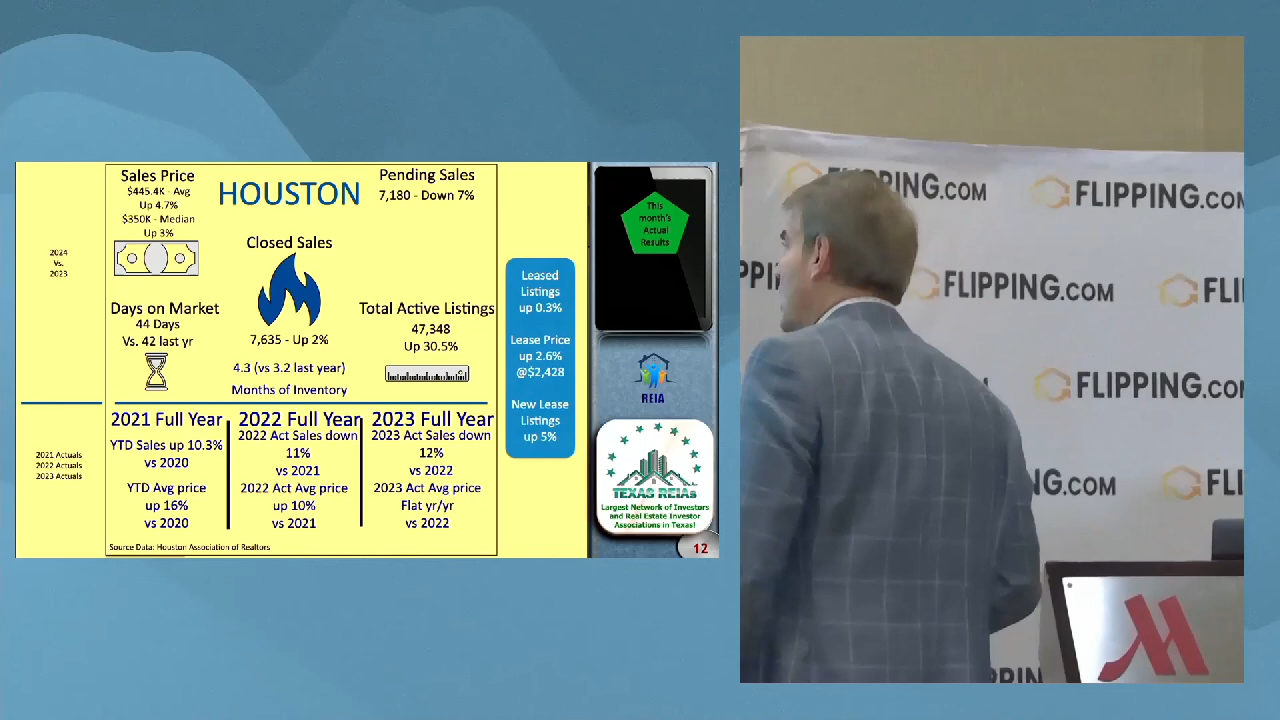 Sales Price
$445.4K - Avg
Up 4.7%
$350K - Median
Up 3%
HOUSTON
Pending Sales
7,180 - Down 7%
2024
Vs.
2023
Closed Sales
7,635 - Up 2%
4.3 (vs 3.2 last year)
Months of Inventory
Days on Market
44 Days
Vs. 42 last yr
Total Active Listings
47,348
Up 30.5%
Leased
Listings
up 0.3%
Lease Price
up 2.6%
@$2,428
New Lease
Listings
up 5%
2021 Actuals
2022 Actuals
2023 Actuals
2021 Full Year
YTD Sales up 10.3%
vs 2020
YTD Avg price
up 16%
vs 2020
2022 Full Year
2022 Act Sales down
11%
vs 2021
2022 Act Avg price
up 10%
vs 2021
2023 Full Year
2023 Act Sales down
12%
vs 2022
2023 Act Avg price
Flat yr/yr
vs 2022
Source Data: Houston Association of Realtors
This
month's
Actual
Results
REIA
TEXAS REIAs
Largest Network of Investors
and Real Estate Investor
Associations in Texas!
12
PPING.COM
FLIPPING.COM
PPI
FLIPPING.COM
FLI
FLIPPING.COM
NG.COM
FLI
PPIN
M